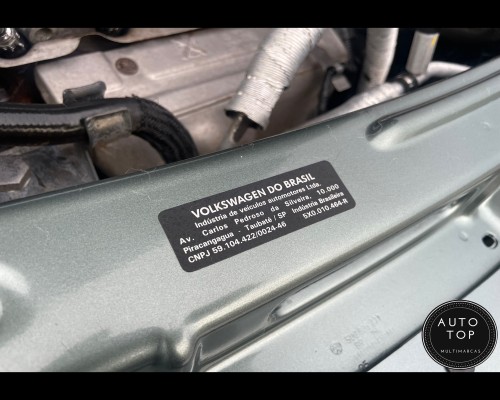 VOLKSWAGEN DO BRASIL
Indústria de veículos automotores Ltda.
Av. Carlos Pedroso da Silveira, 10.000
Piracangagua - Taubaté / SP Indústria Brasileira
CNPJ 59.104.422/0024-46 5X0.010.464-R
AUTO
TOP
MULTIMARCAS